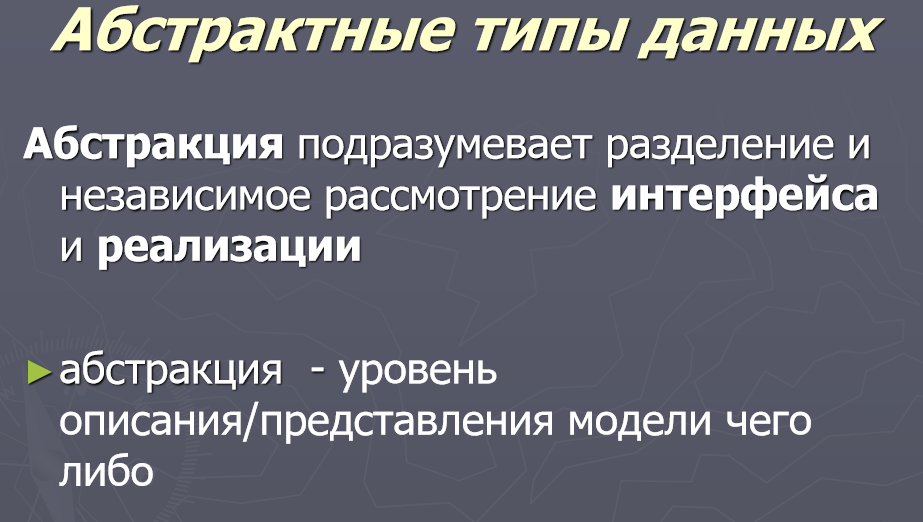 Абстрактные типы данных
Абстракция подразумевает разделение и
независимое рассмотрение интерфейса
и реализации
►абстракция - уровень
описания/представления модели чего
либо